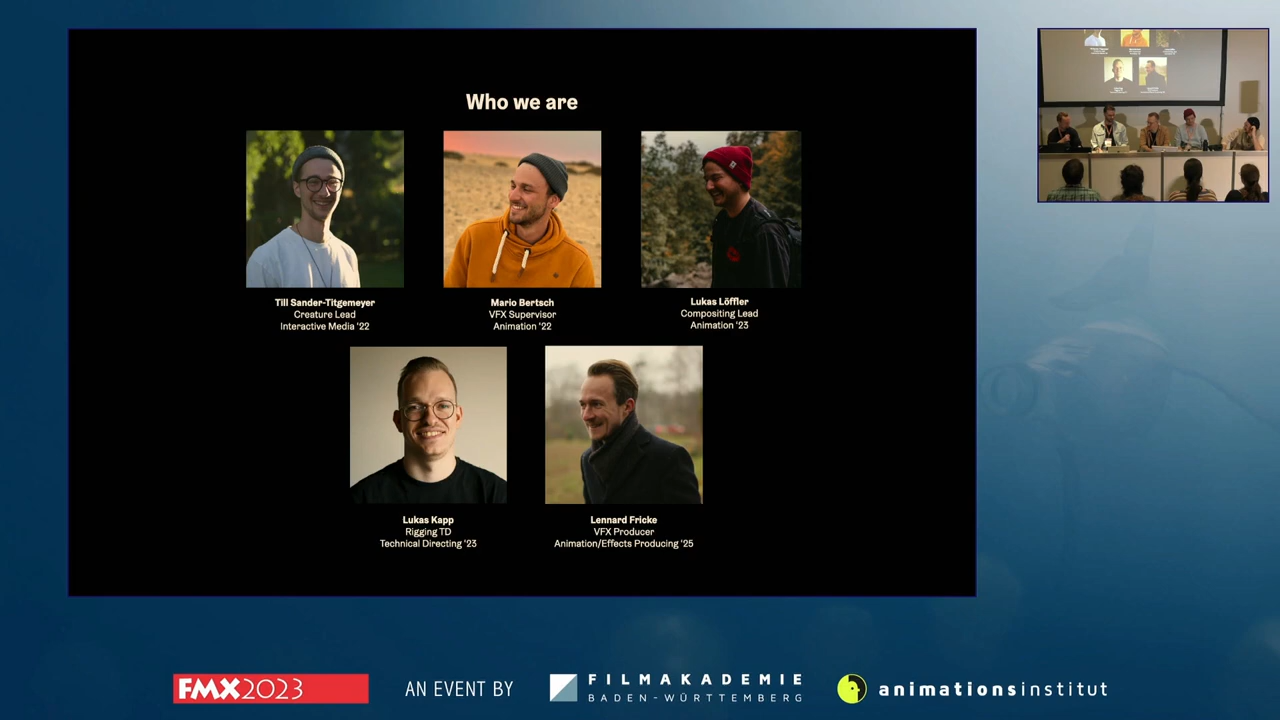 Who we are
Till Sander-Titgemeyer
Creature Lead
Interactive Media '22
Mario Bertsch
VFX Supervisor
Animation '22
Lukas Löffler
Compositing Lead
Animation '23
Lukas Kapp
Rigging TD
Technical Directing '23
Lennard Fricke
VFX Producer
Animation/Effects Producing '25
FMX2023
AN EVENT BY
FILMAKADEMIE
BADEN-WÜRTTEMBERG
animationsinstitut